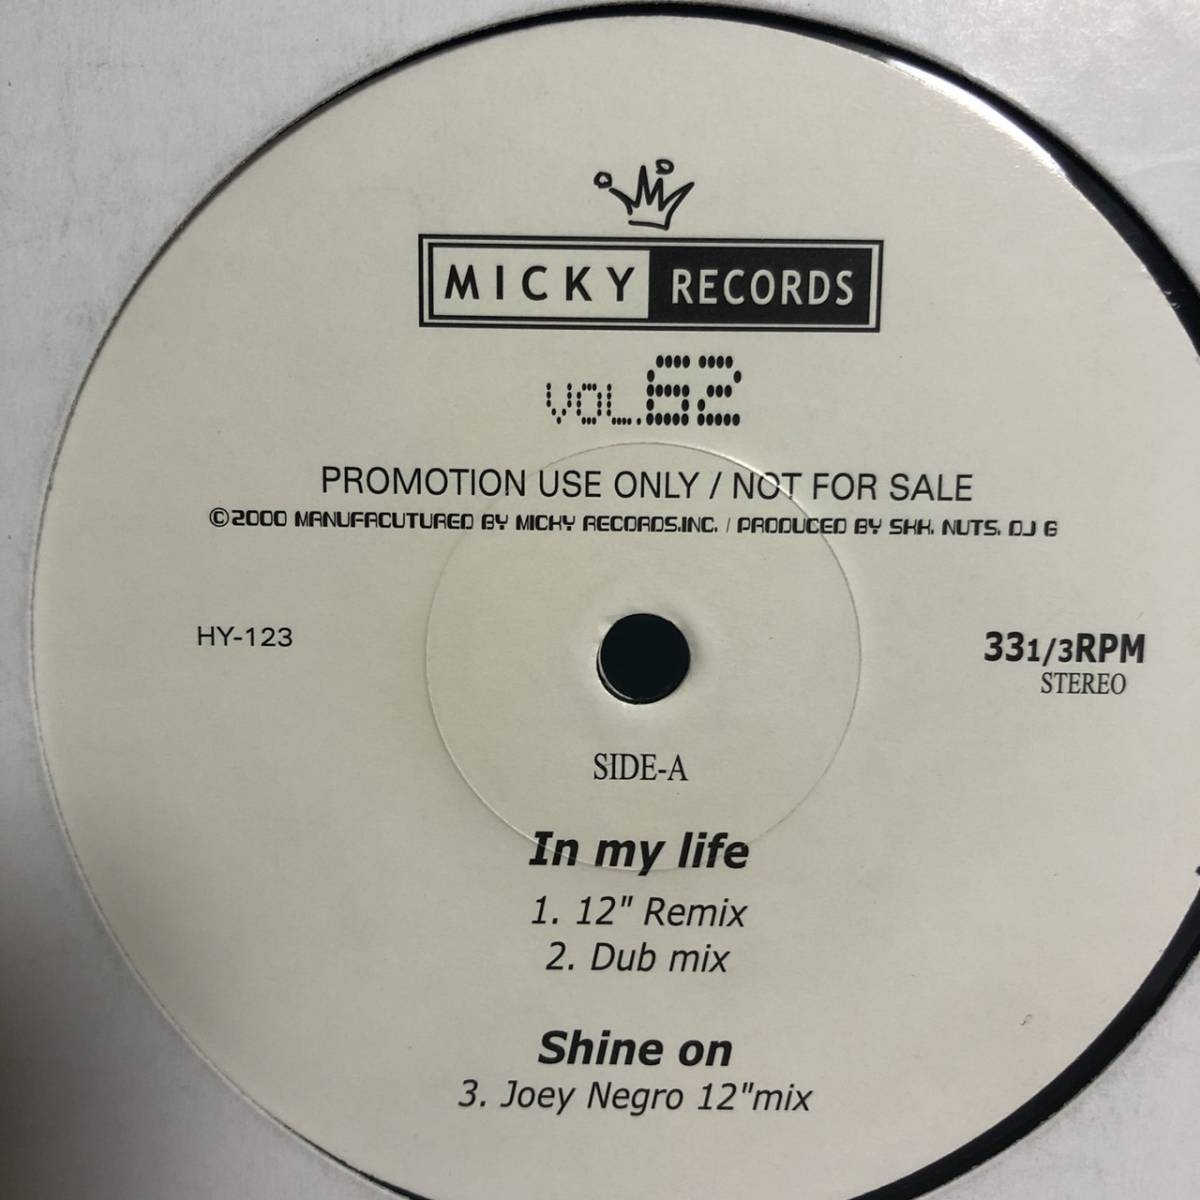 MICKY RECORDS
VOL.62
PROMOTION USE ONLY / NOT FOR SALE
©2000 MANUFACUTURED BY MICKY RECORDS.INC. / PRODUCED BY SKK, NUTS, DJ 6
HY-123
331/3RPM
STEREO
SIDE-A
In my life
1. 12" Remix
2. Dub mix
Shine on
3. Joey Negro 12"mix